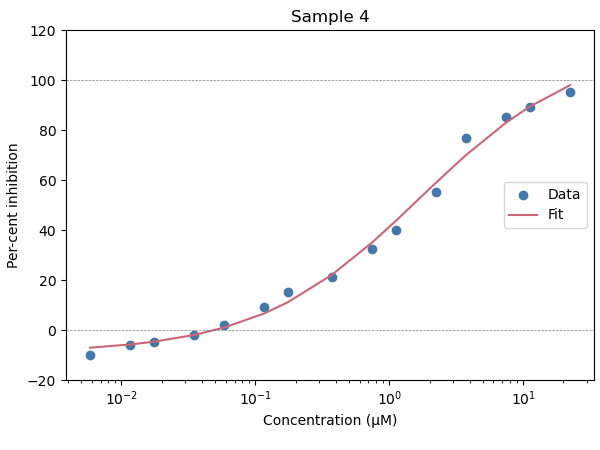 Sample 4
Per-cent inhibition
120
100
80
60
40
20
0
−20
Data
Fit
10⁻²
10⁻¹
10⁰
10¹
Concentration (µM)